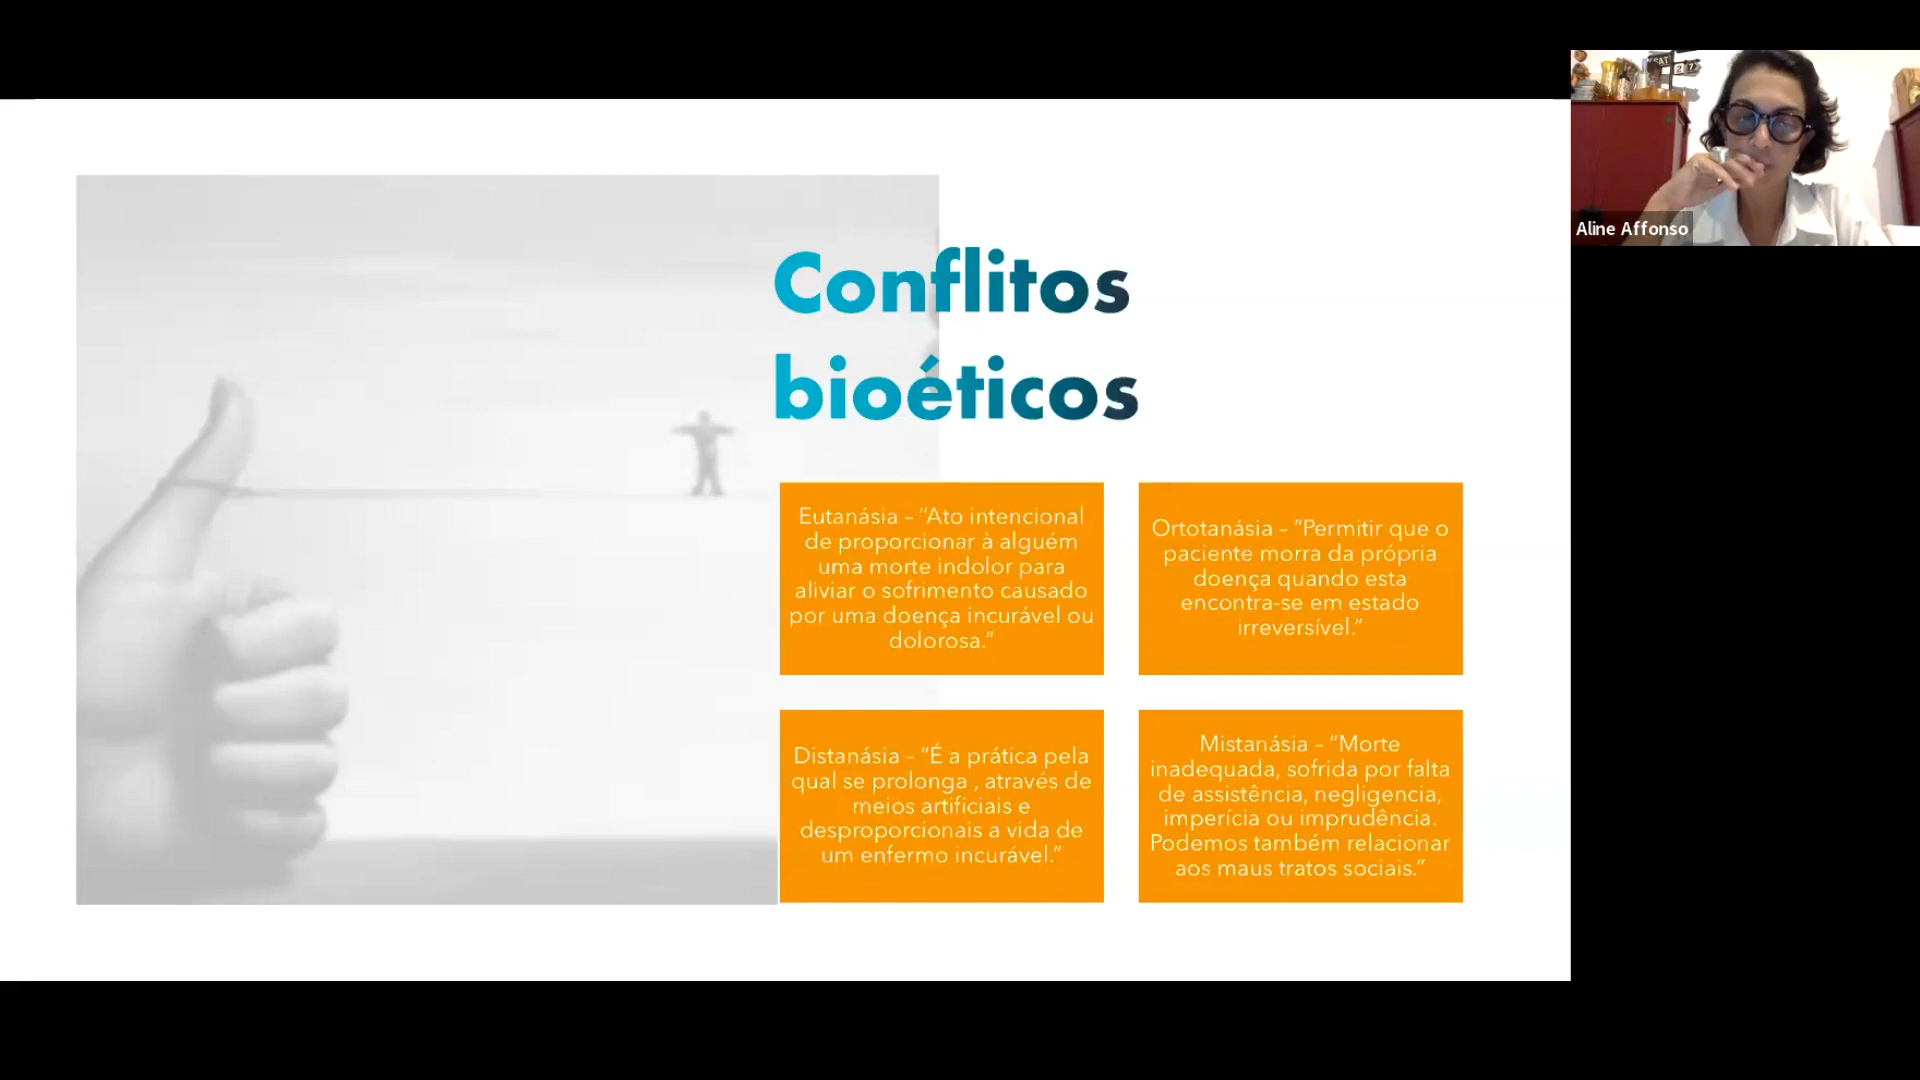 Conflitos
bioéticos
Eutanásia – “Ato intencional
de proporcionar à alguém
uma morte indolor para
aliviar o sofrimento causado
por uma doença incurável ou
dolorosa.”
Ortotanásia – “Permitir que o
paciente morra da própria
doença quando esta
encontra-se em estado
irreversível.”
Distanásia – “É a prática pela
qual se prolonga , através de
meios artificiais e
desproporcionais a vida de
um enfermo incurável.”
Mistanásia – “Morte
inadequada, sofrida por falta
de assistência, negligencia,
imperícia ou imprudência.
Podemos também relacionar
aos maus tratos sociais.”
SAT
27
Aline Affonso